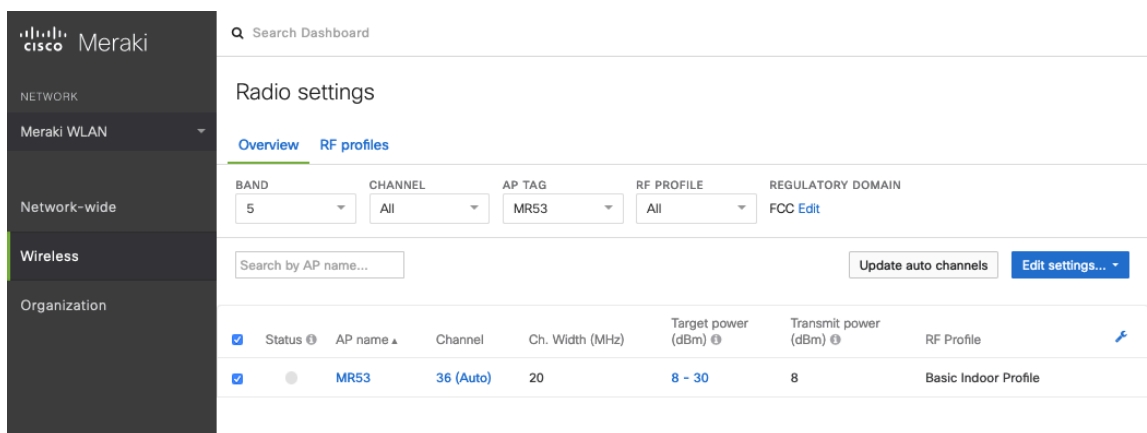 cisco Meraki
Search Dashboard
NETWORK
Meraki WLAN
Network-wide
Wireless
Organization
Radio settings
Overview RF profiles
BAND CHANNEL AP TAG RF PROFILE REGULATORY DOMAIN
5 All MR53 All FCC Edit
Search by AP name... Update auto channels Edit settings...
Status AP name Channel Ch. Width (MHz) Target power (dBm) Transmit power (dBm) RF Profile
MR53 36 (Auto) 20 8 - 30 8 Basic Indoor Profile